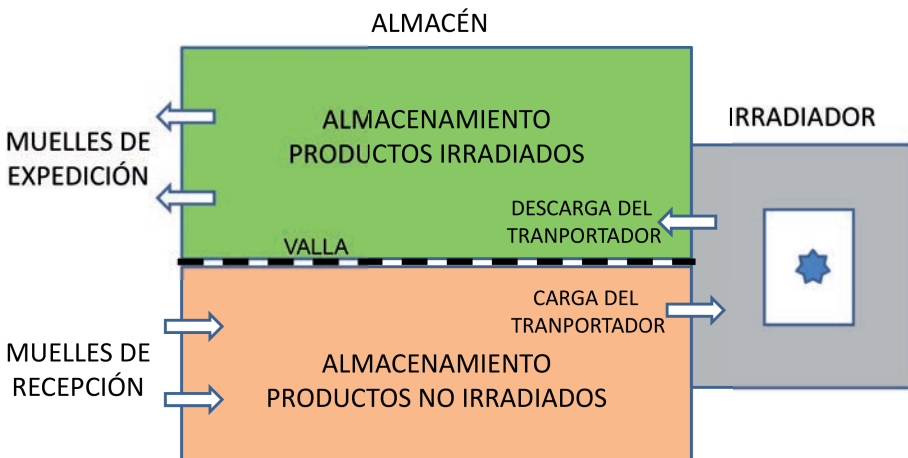 ALMACÉN
ALMACENAMIENTO
PRODUCTOS IRRADIADOS
IRRADIADOR
MUELLES DE
EXPEDICIÓN
DESCARGA DEL
TRANPORTADOR
VALLA
CARGA DEL
TRANPORTADOR
MUELLES DE
RECEPCIÓN
ALMACENAMIENTO
PRODUCTOS NO IRRADIADOS